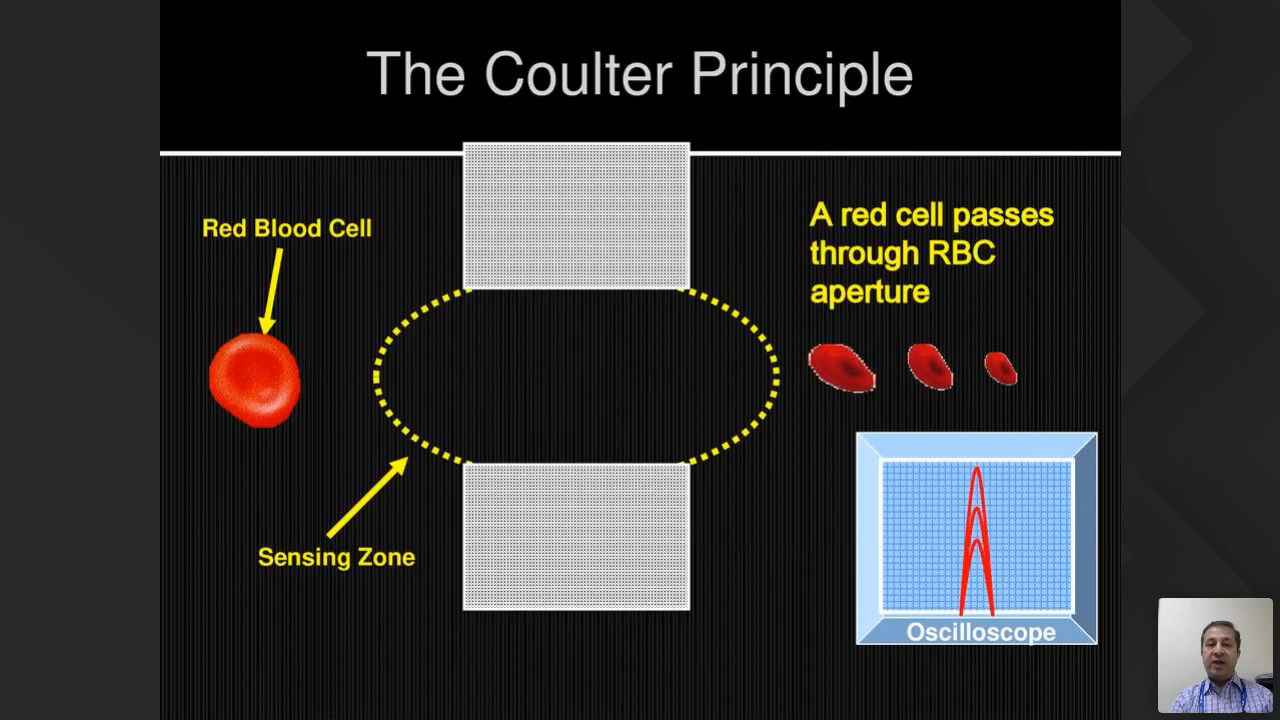 The Coulter Principle
Red Blood Cell
A red cell passes
through RBC
aperture
Sensing Zone
Oscilloscope